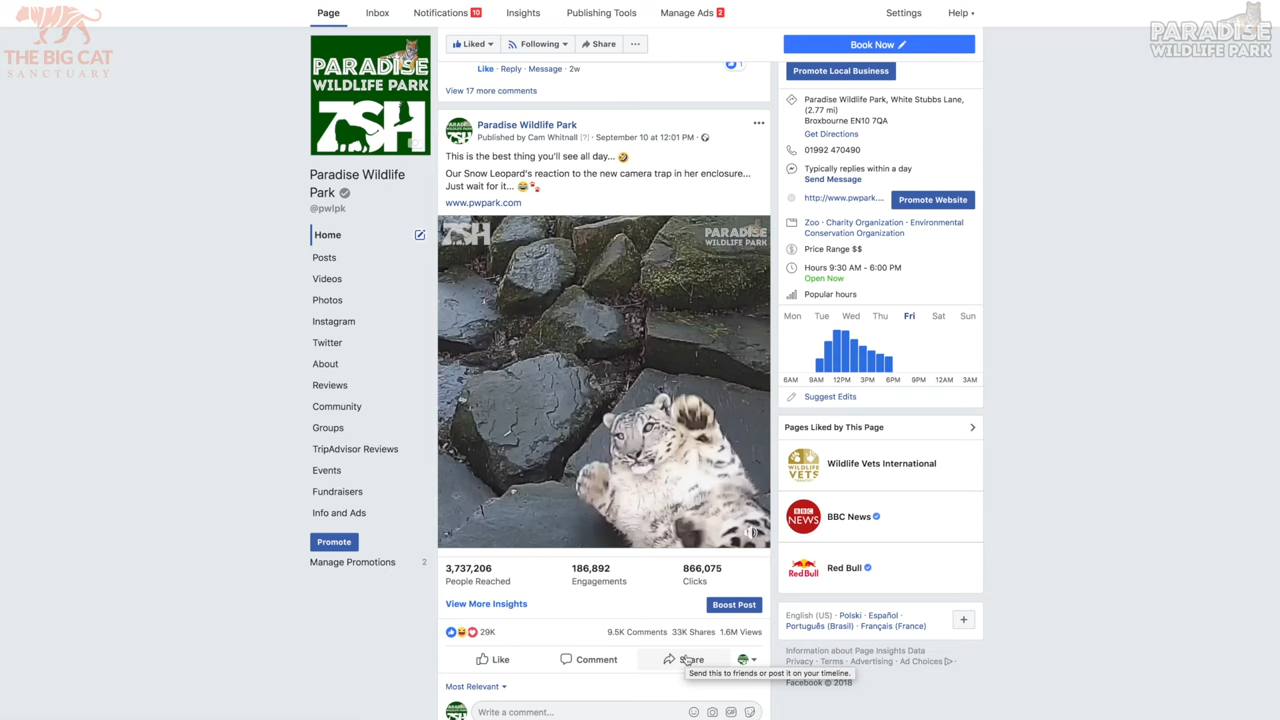 Page Inbox Notifications 10 Insights Publishing Tools Manage Ads 2 Settings Help
THE BIG CAT
SANCTUARY
PARADISE
WILDLIFE PARK
PARADISE
WILDLIFE PARK
ZSH
Paradise Wildlife
Park
@pwlpk
Home
Posts
Videos
Photos
Instagram
Twitter
About
Reviews
Community
Groups
TripAdvisor Reviews
Events
Fundraisers
Info and Ads
Promote
Manage Promotions 2
Liked Following Share ...
Like · Reply · Message · 2w 1
View 17 more comments
ZSH
Paradise Wildlife Park
Published by Cam Whitnall [?] · September 10 at 12:01 PM ·
This is the best thing you'll see all day...
Our Snow Leopard's reaction to the new camera trap in her enclosure...
Just wait for it...
www.pwpark.com
ZSH
PARADISE
WILDLIFE PARK
3,737,206 186,892 866,075
People Reached Engagements Clicks
View More Insights Boost Post
29K 9.5K Comments 33K Shares 1.6M Views
Like Comment Share
Send this to friends or post it on your timeline.
Most Relevant
ZSH
Write a comment...
GIF
Book Now
Promote Local Business
Paradise Wildlife Park, White Stubbs Lane,
(2.77 mi)
Broxbourne EN10 7QA
Get Directions
01992 470490
Typically replies within a day
Send Message
http://www.pwpark.... Promote Website
Zoo · Charity Organization · Environmental
Conservation Organization
Price Range $$
Hours 9:30 AM - 6:00 PM
Open Now
Popular hours
Mon Tue Wed Thu Fri Sat Sun
6AM 9AM 12PM 3PM 6PM 9PM 12AM 3AM
Suggest Edits
Pages Liked by This Page
WILDLIFE
VETS
Wildlife Vets International
BBC
NEWS
BBC News
Red Bull
Red Bull
English (US) · Polski · Español ·
Português (Brasil) · Français (France)
+
Information about Page Insights Data
Privacy · Terms · Advertising · Ad Choices ·
Facebook © 2018